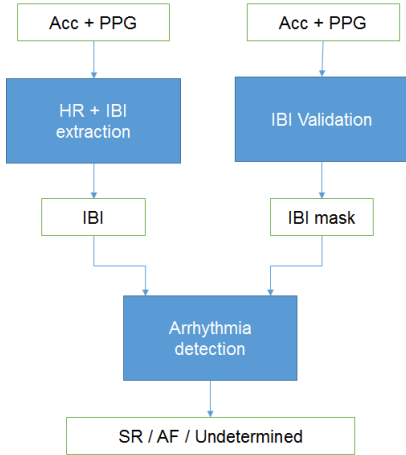 Acc + PPG
Acc + PPG
HR + IBI
extraction
IBI Validation
IBI
IBI mask
Arrhythmia
detection
SR / AF / Undetermined